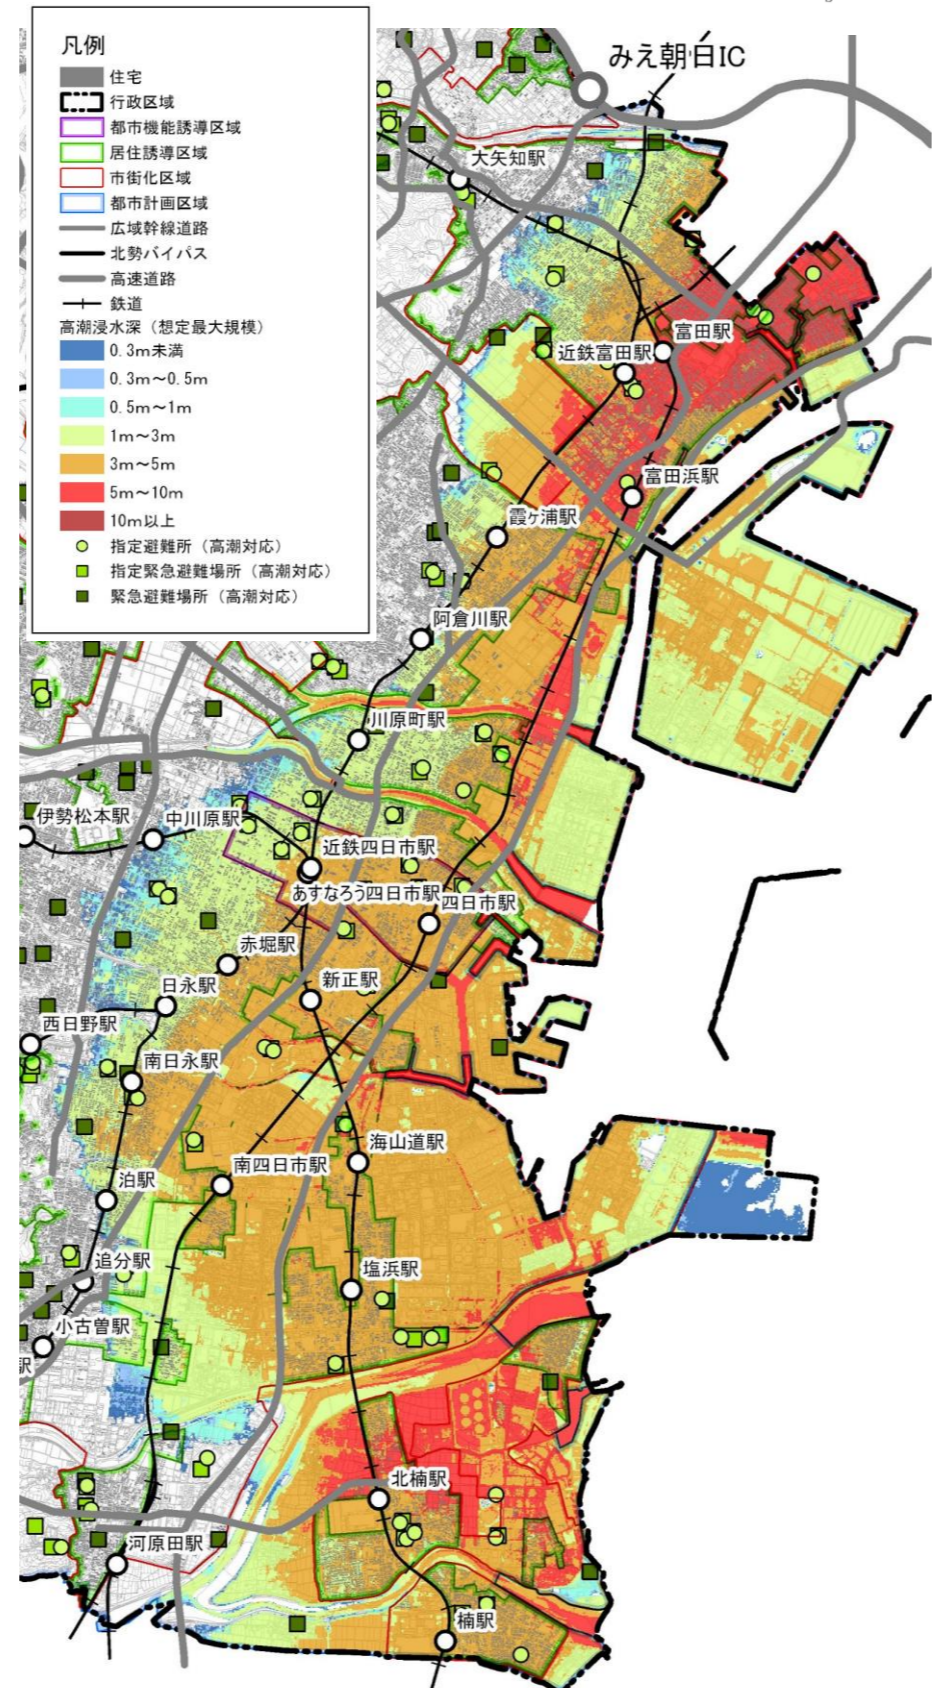 凡例
住宅
行政区域
都市機能誘導区域
居住誘導区域
市街化区域
都市計画区域
広域幹線道路
北勢バイパス
高速道路
鉄道
高潮浸水深（想定最大規模）
0.3m未満
0.3m～0.5m
0.5m～1m
1m～3m
3m～5m
5m～10m
10m以上
指定避難所（高潮対応）
指定緊急避難場所（高潮対応）
緊急避難場所（高潮対応）
みえ朝日IC
大矢知駅
富田駅
近鉄富田駅
富田浜駅
霞ヶ浦駅
阿倉川駅
川原町駅
伊勢松本駅
中川原駅
近鉄四日市駅
あすなろう四日市駅
四日市駅
赤堀駅
新正駅
日永駅
西日野駅
南日永駅
海山道駅
南四日市駅
泊駅
追分駅
塩浜駅
小古曽駅
駅
北楠駅
河原田駅
楠駅